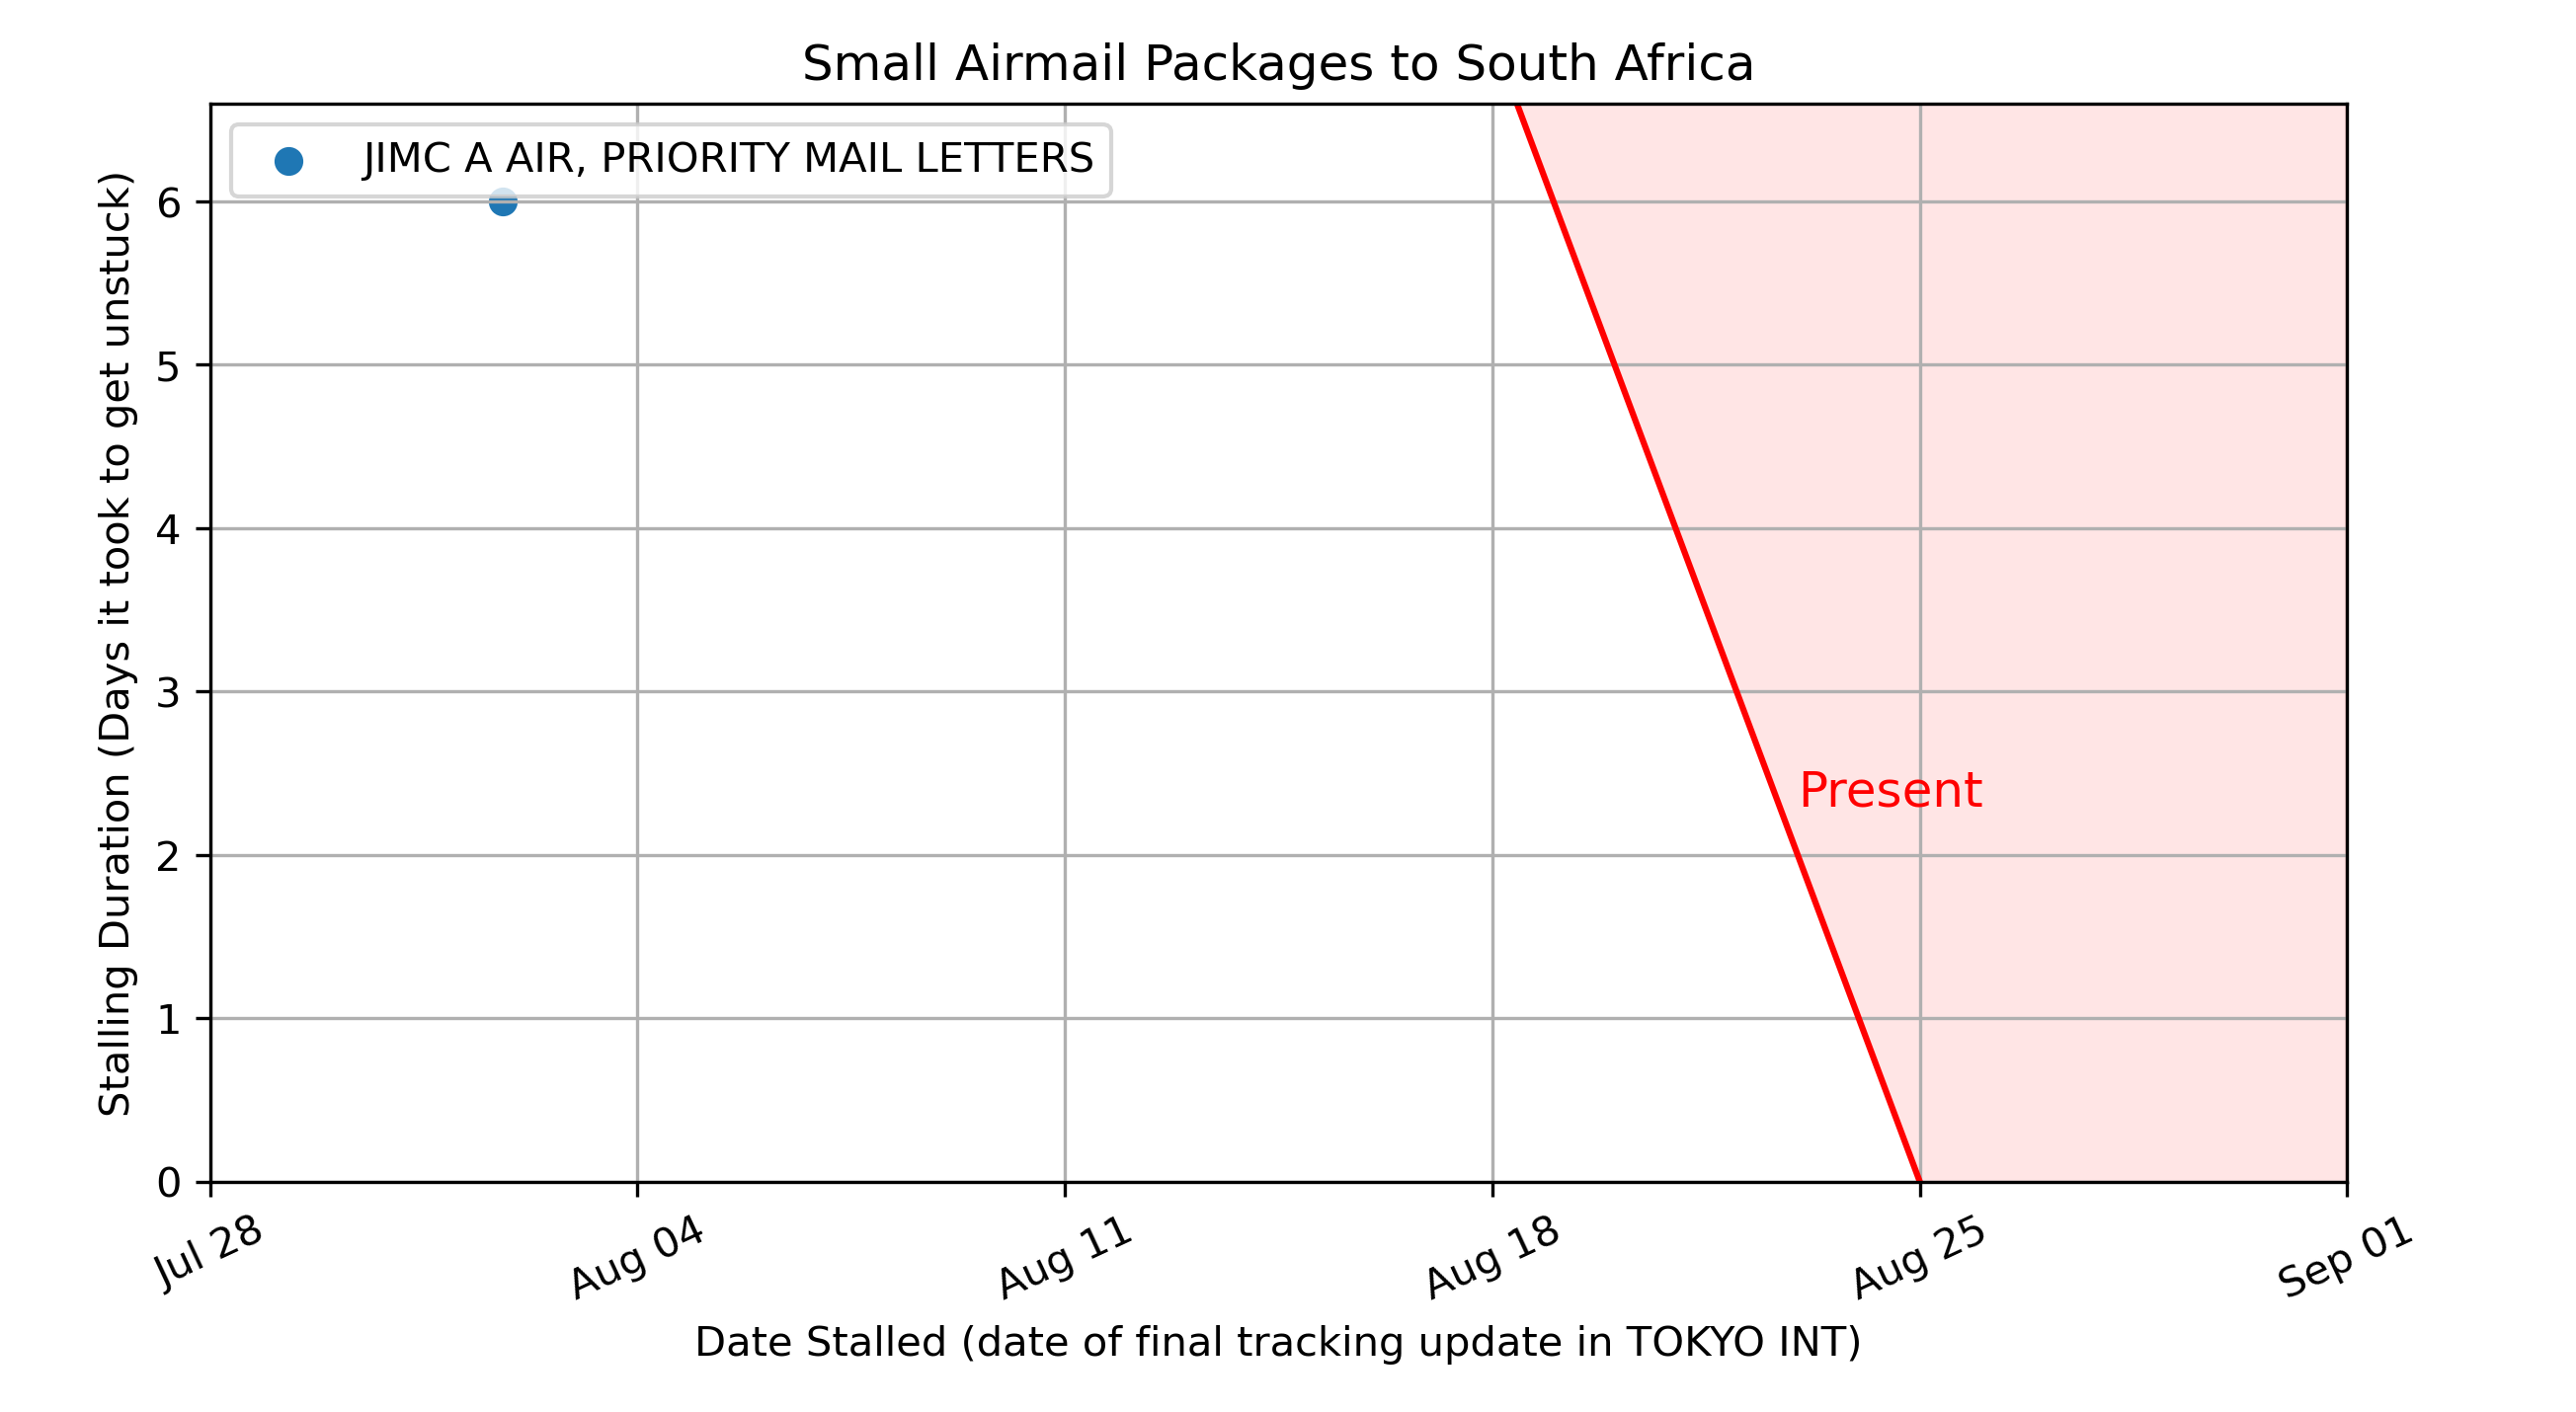 Small Airmail Packages to South Africa
JIMC A AIR, PRIORITY MAIL LETTERS
Stalling Duration (Days it took to get unstuck)
6
5
4
3
2
1
0
Present
Jul 28
Aug 04
Aug 11
Aug 18
Aug 25
Sep 01
Date Stalled (date of final tracking update in TOKYO INT)